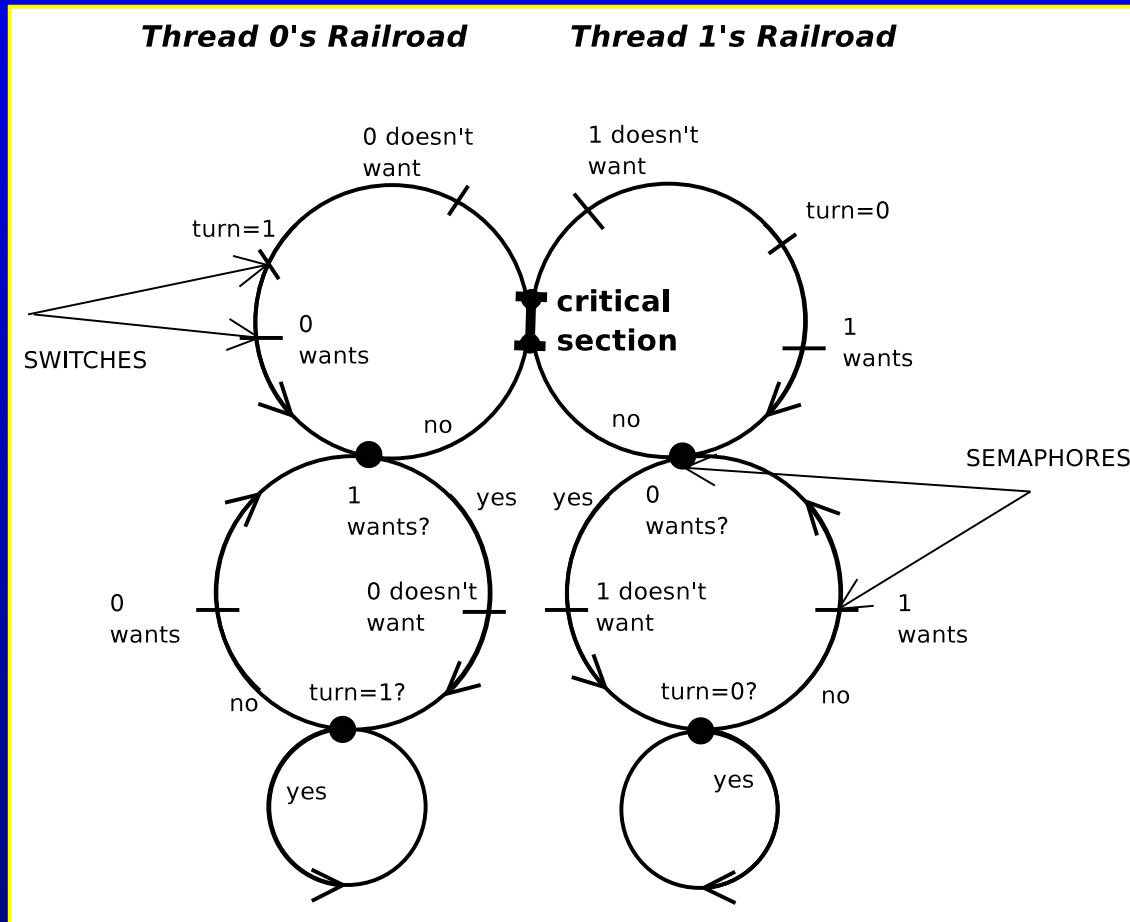 Thread 0's Railroad
Thread 1's Railroad
0 doesn't
want
1 doesn't
want
turn=1
turn=0
critical
section
0
wants
1
wants
SWITCHES
no
no
SEMAPHORES
1
wants?
yes
yes
0
wants?
0
wants
0 doesn't
want
1 doesn't
want
1
wants
no
turn=1?
turn=0?
no
yes
yes